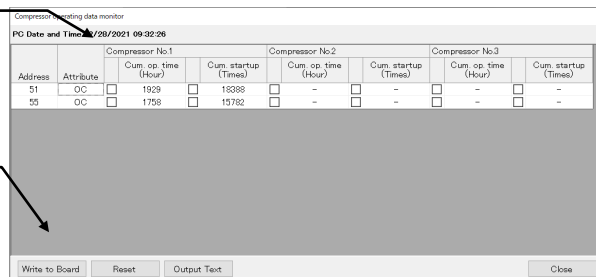 Compressor operating data monitor
PC Date and Time 2/28/2021 09:32:26
Compressor No.1 Compressor No.2 Compressor No.3
Address Attribute Cum. op. time (Hour) Cum. startup (Times) Cum. op. time (Hour) Cum. startup (Times) Cum. op. time (Hour) Cum. startup (Times)
51 OC 1929 18388 - - - -
55 OC 1758 15782 - - - -
Write to Board Reset Output Text Close